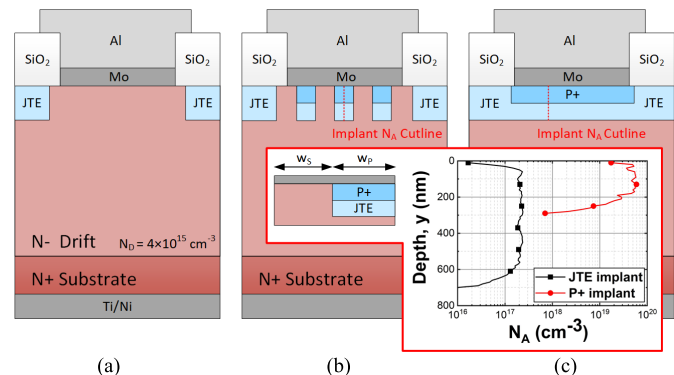 Al
SiO2
Mo
SiO2
JTE
JTE
N- Drift
ND = 4×10^15 cm^-3
N+ Substrate
Ti/Ni
(a)
Al
SiO2
Mo
SiO2
JTE
JTE
Implant NA Cutline
N+ Substrate
(b)
Al
SiO2
Mo
SiO2
P+
JTE
JTE
Implant NA Cutline
(c)
wS
wP
P+
JTE
Depth, y (nm)
0
200
400
600
800
JTE implant
P+ implant
10^16
10^17
10^18
10^19
10^20
NA (cm^-3)